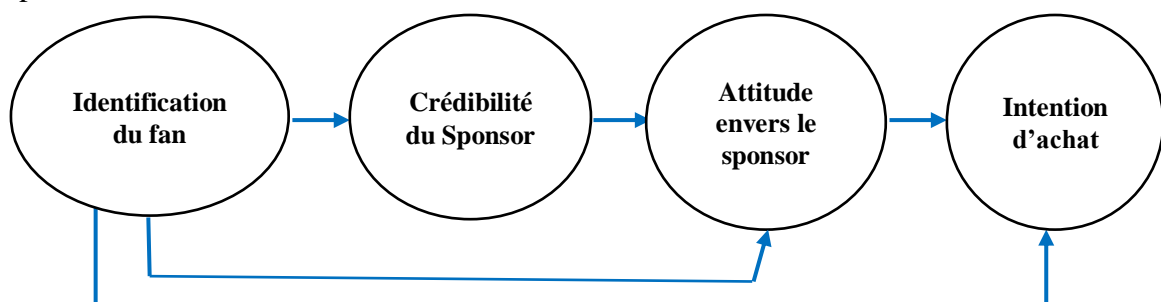 Identification
du fan
Crédibilité
du Sponsor
Attitude
envers le
sponsor
Intention
d’achat